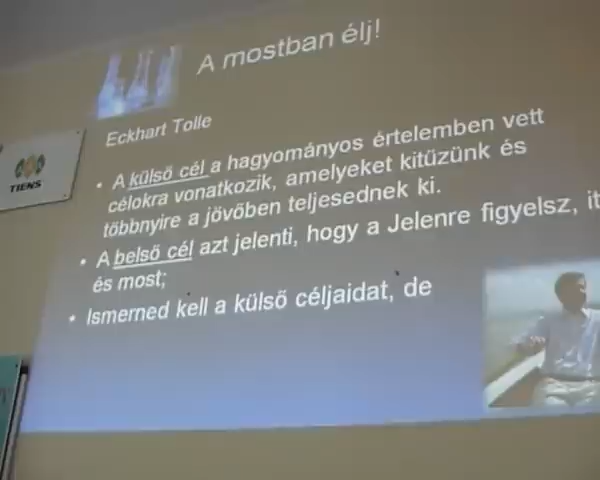 A mostban élj!
Eckhart Tolle
TIENS
• A külső cél a hagyományos értelemben vett
célokra vonatkozik, amelyeket kitűzünk és
többnyire a jövőben teljesednek ki.
• A belső cél azt jelenti, hogy a Jelenre figyelsz, it
és most;
• Ismerned kell a külső céljaidat, de